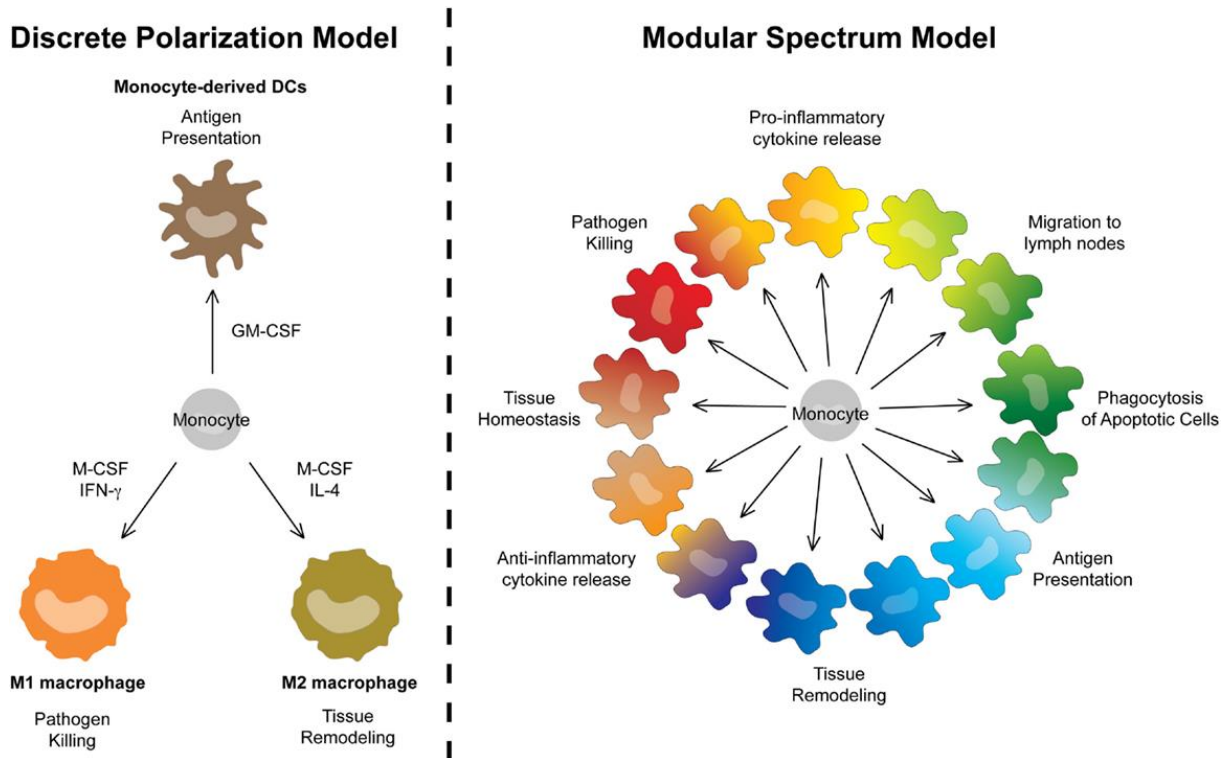 Discrete Polarization Model
Monocyte-derived DCs
Antigen
Presentation
GM-CSF
Monocyte
M-CSF
IFN-γ
M-CSF
IL-4
M1 macrophage
Pathogen
Killing
M2 macrophage
Tissue
Remodeling
Modular Spectrum Model
Pro-inflammatory
cytokine release
Pathogen
Killing
Migration to
lymph nodes
Tissue
Homeostasis
Monocyte
Phagocytosis
of Apoptotic Cells
Anti-inflammatory
cytokine release
Antigen
Presentation
Tissue
Remodeling